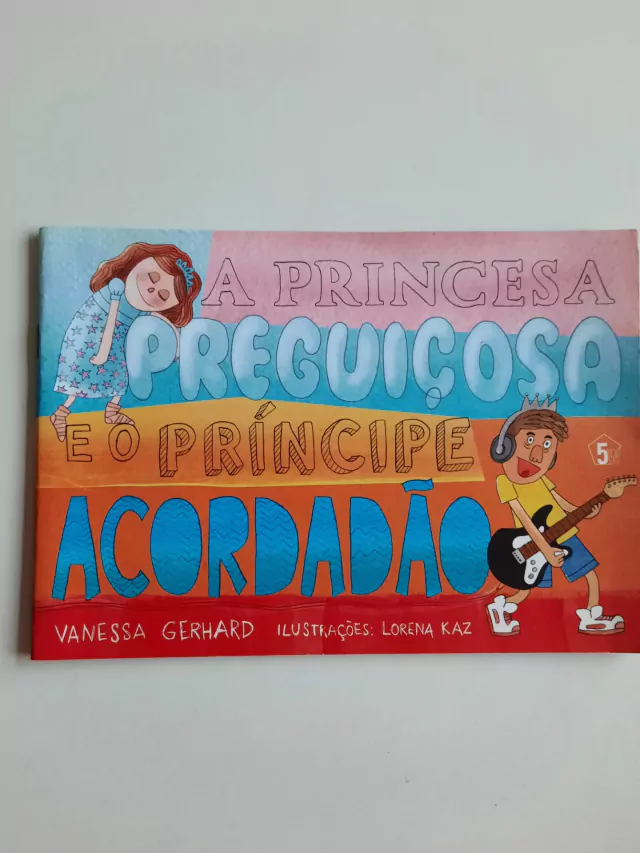 A PRINCESA
PREGUIÇOSA
E O PRÍNCIPE
ACORDADÃO
5
VANESSA GERHARD ILUSTRAÇÕES: LORENA KAZ